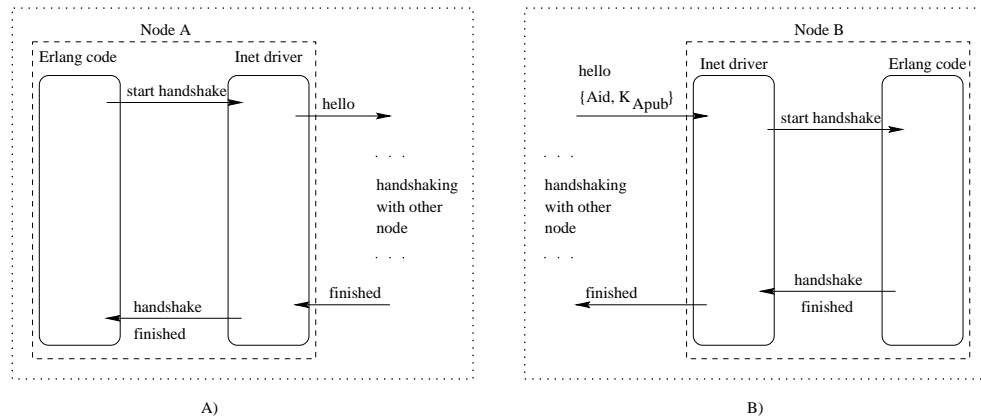 Node A
Erlang code
Inet driver
start handshake
hello
. . .
handshaking
with other
node
. . .
finished
handshake
finished
A)
Node B
Inet driver
Erlang code
hello
{Aid, K_Apub}
start handshake
. . .
handshaking
with other
node
. . .
handshake
finished
finished
B)